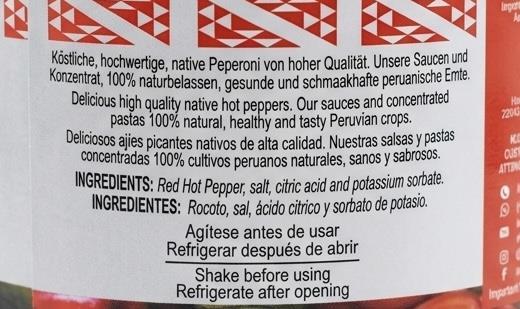 Köstliche, hochwertige, native Peperoni von hoher Qualität. Unsere Saucen und
Konzentrat, 100% naturbelassen, gesunde und schmaakhafte peruanische Ernte.
Delicious high quality native hot peppers. Our sauces and concentrated
pastas 100% natural, healthy and tasty Peruvian crops.
Deliciosos ajies picantes nativos de alta calidad. Nuestras salsas y pastas
concentradas 100% cultivos peruanos naturales, sanos y sabrosos.
INGREDIENTS: Red Hot Pepper, salt, citric acid and potassium sorbate.
INGREDIENTES: Rocoto, sal, ácido citrico y sorbato de potasio.
Agítese antes de usar
Refrigerar después de abrir
Shake before using
Refrigerate after opening